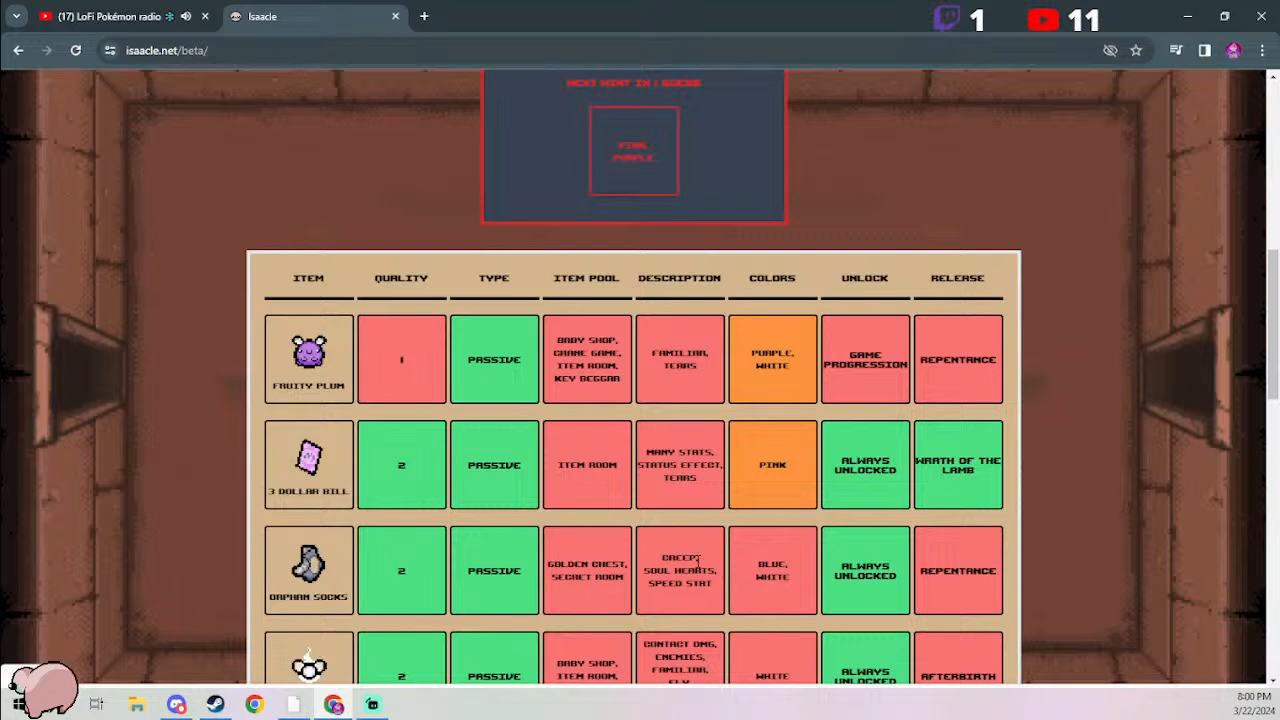 (17) LoFi Pokémon radio
Isaacle
1
11
isaacle.net/beta/
NEXT HINT IN 1 GUESS
PINK,
PURPLE
ITEM QUALITY TYPE ITEM POOL DESCRIPTION COLORS UNLOCK RELEASE
FRUITY PLUM
1
PASSIVE
BABY SHOP,
CRANE GAME,
ITEM ROOM,
KEY BEGGAR
FAMILIAR,
TEARS
PURPLE,
WHITE
GAME
PROGRESSION
REPENTANCE
3 DOLLAR BILL
2
PASSIVE
ITEM ROOM
MANY STATS,
STATUS EFFECT,
TEARS
PINK
ALWAYS
UNLOCKED
WRATH OF THE
LAMB
ORPHAN SOCKS
2
PASSIVE
GOLDEN CHEST,
SECRET ROOM
CREEP,
SOUL HEARTS,
SPEED STAT
BLUE,
WHITE
ALWAYS
UNLOCKED
REPENTANCE
2
PASSIVE
BABY SHOP,
ITEM ROOM,
CONTACT DMG,
ENEMIES,
FAMILIAR,
FLY
WHITE
ALWAYS
UNLOCKED
AFTERBIRTH
8:00 PM
3/22/2024